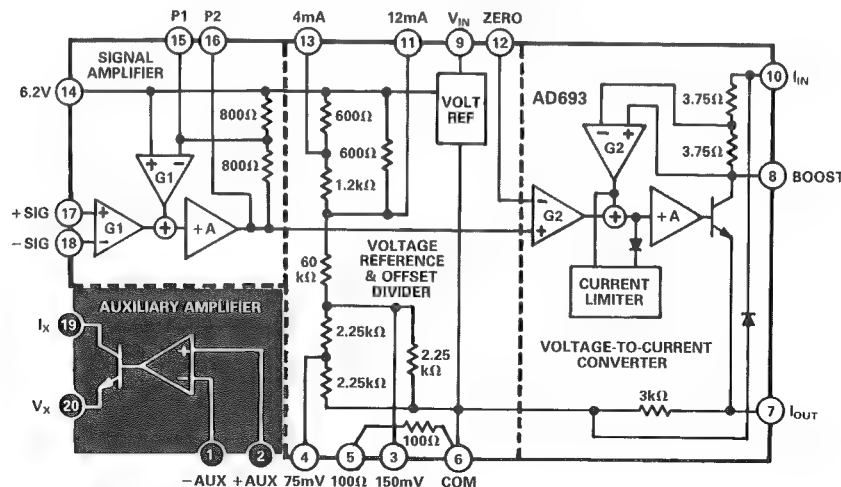 P1 P2 4mA 12mA VIN ZERO
15 16 13 11 9 12
SIGNAL
AMPLIFIER
10 IIN
6.2V 14
VOLT
REF
AD693
3.75Ω
800Ω
600Ω
G2
3.75Ω
600Ω
800Ω
G1
1.2kΩ
8 BOOST
+SIG 17
G1
+A
G2
+A
−SIG 18
VOLTAGE
REFERENCE
& OFFSET
DIVIDER
60
kΩ
CURRENT
LIMITER
AUXILIARY AMPLIFIER
IX 19
2.25kΩ
2.25
kΩ
VOLTAGE-TO-CURRENT
CONVERTER
2.25kΩ
VX 20
3kΩ
7 IOUT
100Ω
1 2 4 5 3 6
−AUX +AUX 75mV 100Ω 150mV COM